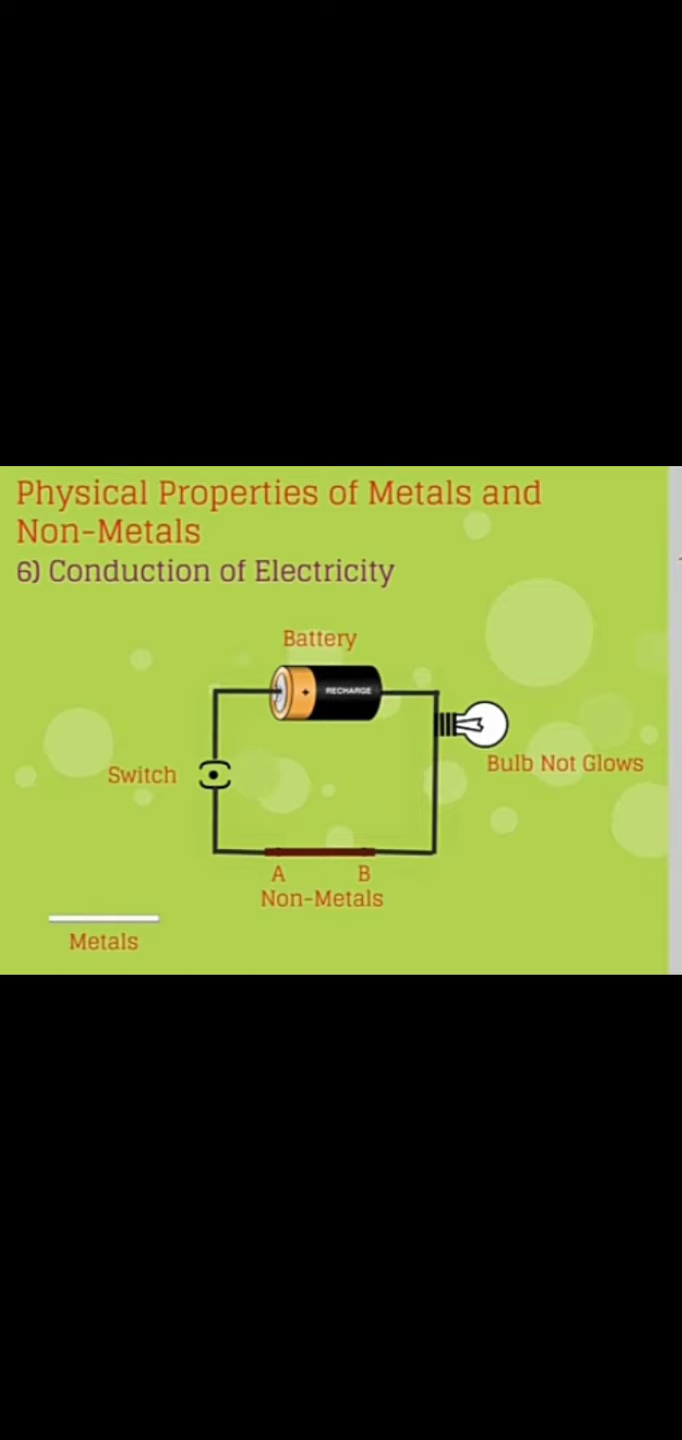 Physical Properties of Metals and
Non-Metals
6) Conduction of Electricity
Battery
+ RECHARGE
Switch
Bulb Not Glows
A B
Non-Metals
Metals